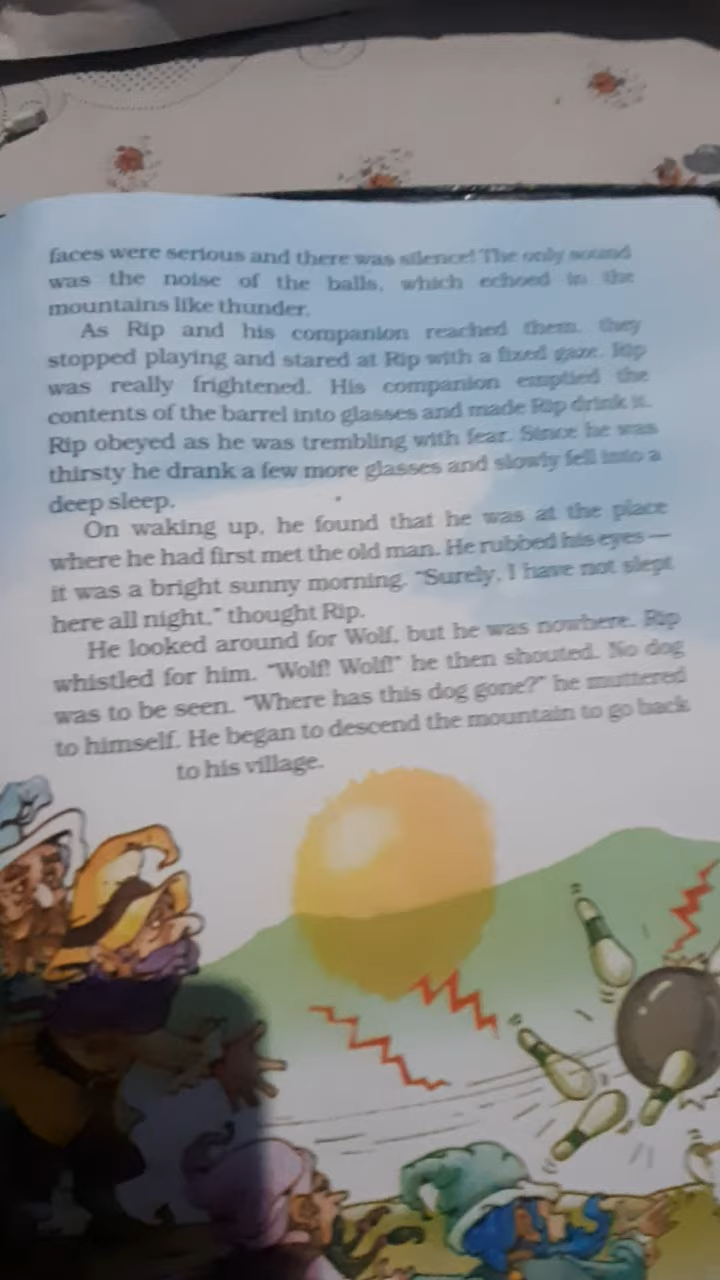 faces were serious and there was silence! The only sound
was the noise of the balls, which echoed in the
mountains like thunder.
As Rip and his companion reached them, they
stopped playing and stared at Rip with a fixed gaze. Rip
was really frightened. His companion emptied the
contents of the barrel into glasses and made Rip drink it.
Rip obeyed as he was trembling with fear. Since he was
thirsty he drank a few more glasses and slowly fell into a
deep sleep.
On waking up, he found that he was at the place
where he had first met the old man. He rubbed his eyes —
it was a bright sunny morning. "Surely, I have not slept
here all night," thought Rip.
He looked around for Wolf, but he was nowhere. Rip
whistled for him. "Wolf! Wolf!" he then shouted. No dog
was to be seen. "Where has this dog gone?" he muttered
to himself. He began to descend the mountain to go back
to his village.